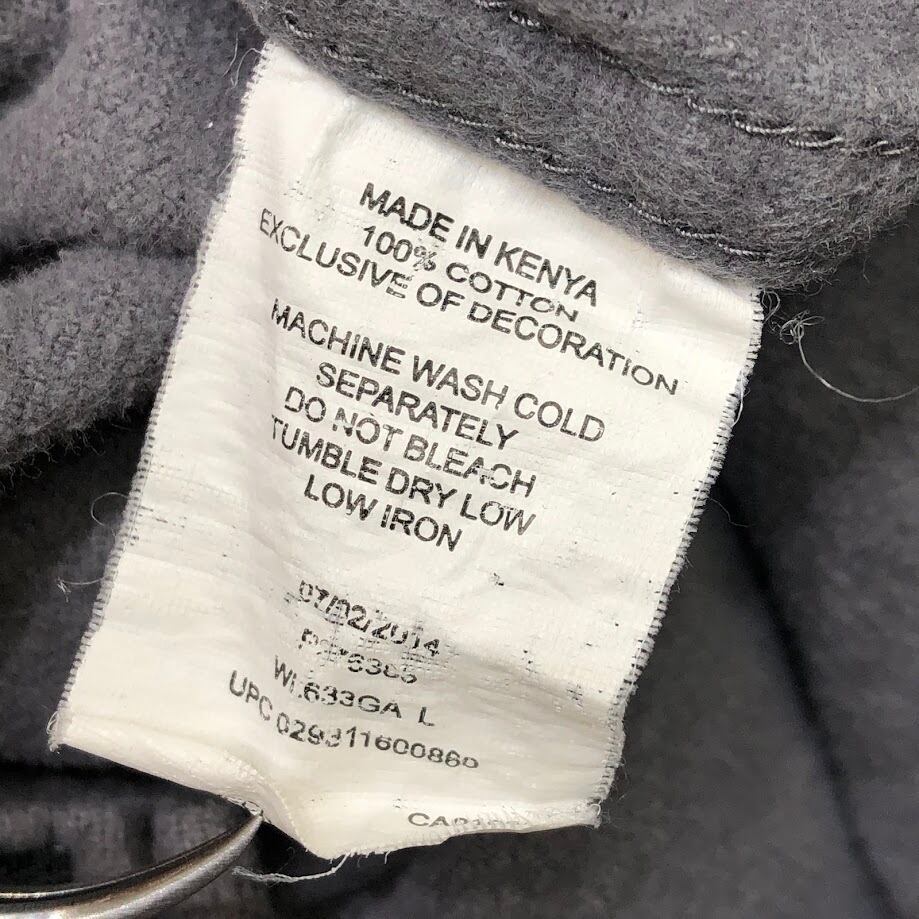 MADE IN KENYA
100% COTTON
EXCLUSIVE OF DECORATION
MACHINE WASH COLD
SEPARATELY
DO NOT BLEACH
TUMBLE DRY LOW
LOW IRON
07/02/2014
L
UPC